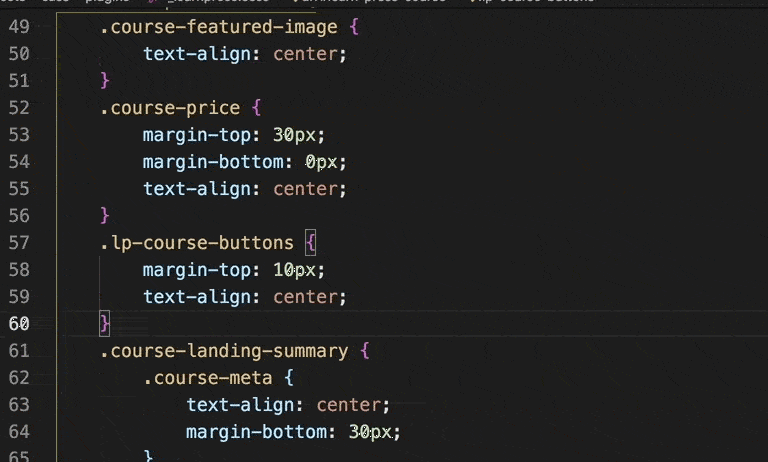 49 .course-featured-image {
50 text-align: center;
51 }
52 .course-price {
53 margin-top: 30px;
54 margin-bottom: 0px;
55 text-align: center;
56 }
57 .lp-course-buttons {
58 margin-top: 10px;
59 text-align: center;
60 }
61 .course-landing-summary {
62 .course-meta {
63 text-align: center;
64 margin-bottom: 30px;
65 }